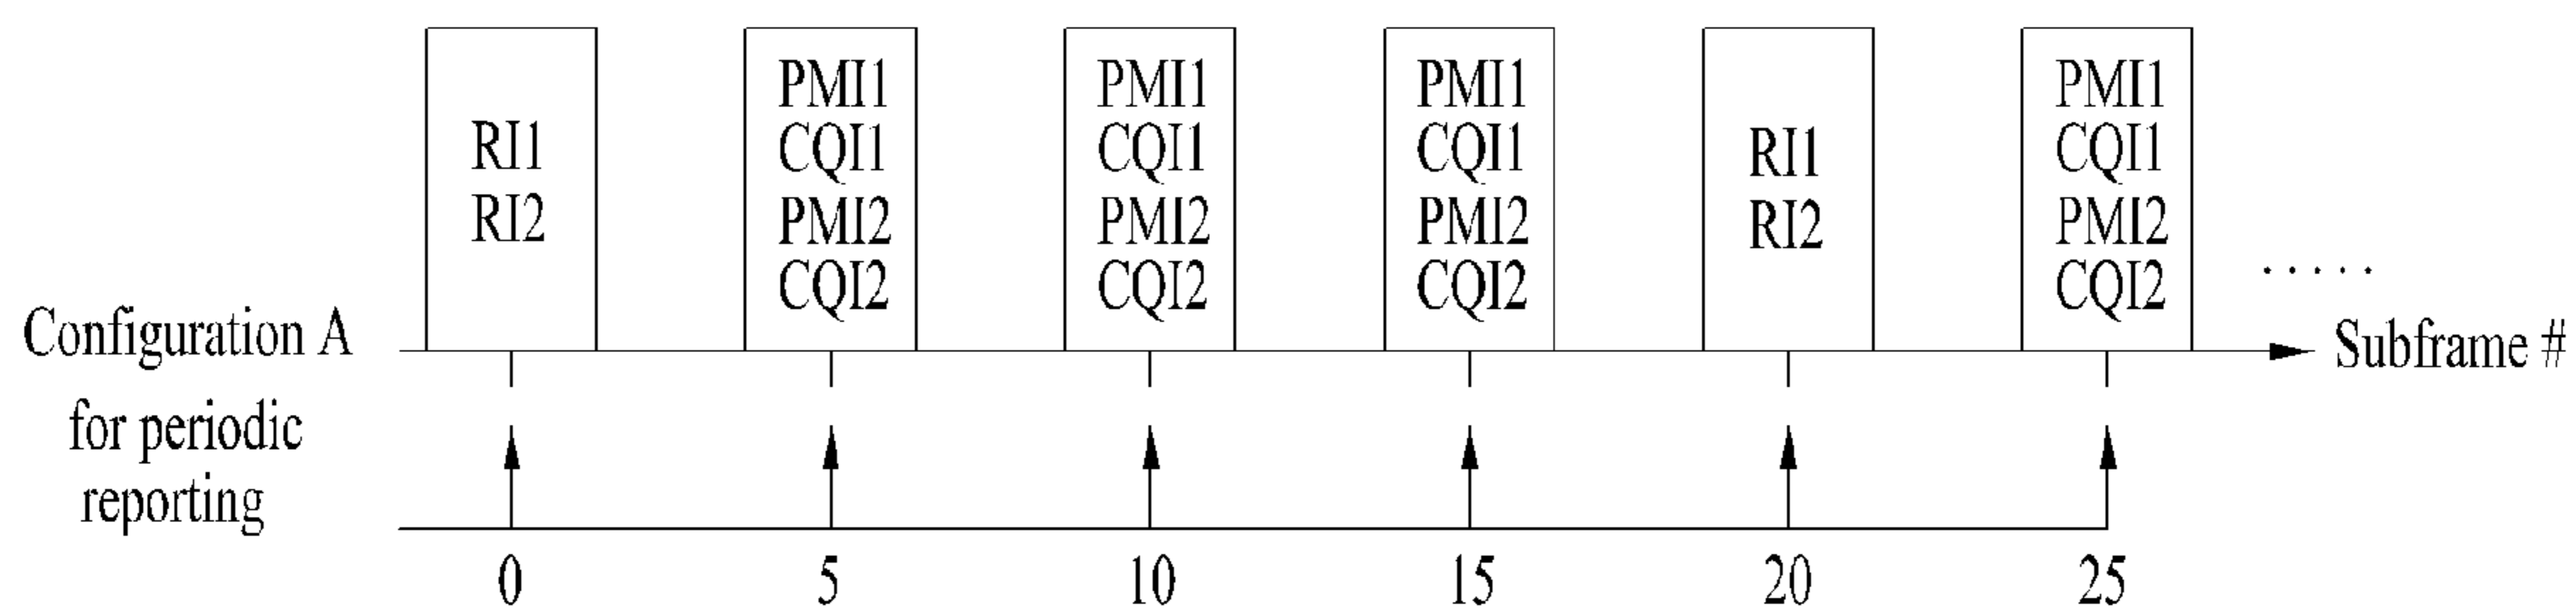 RI1
RI2
PMI1
CQI1
PMI2
CQI2
PMI1
CQI1
PMI2
CQI2
PMI1
CQI1
PMI2
CQI2
RI1
RI2
PMI1
CQI1
PMI2
CQI2
.....
Configuration A
for periodic
reporting
Subframe #
0 5 10 15 20 25